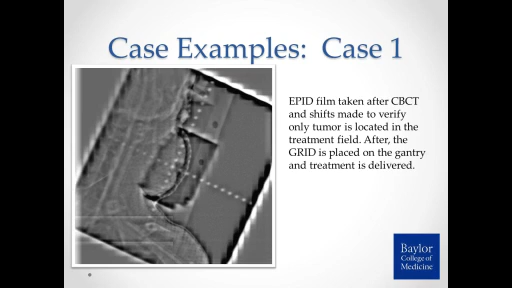 Case Examples:  Case 1
EPID film taken after CBCT
and shifts made to verify
only tumor is located in the
treatment field. After, the
GRID is placed on the gantry
and treatment is delivered.
Baylor
College of
Medicine